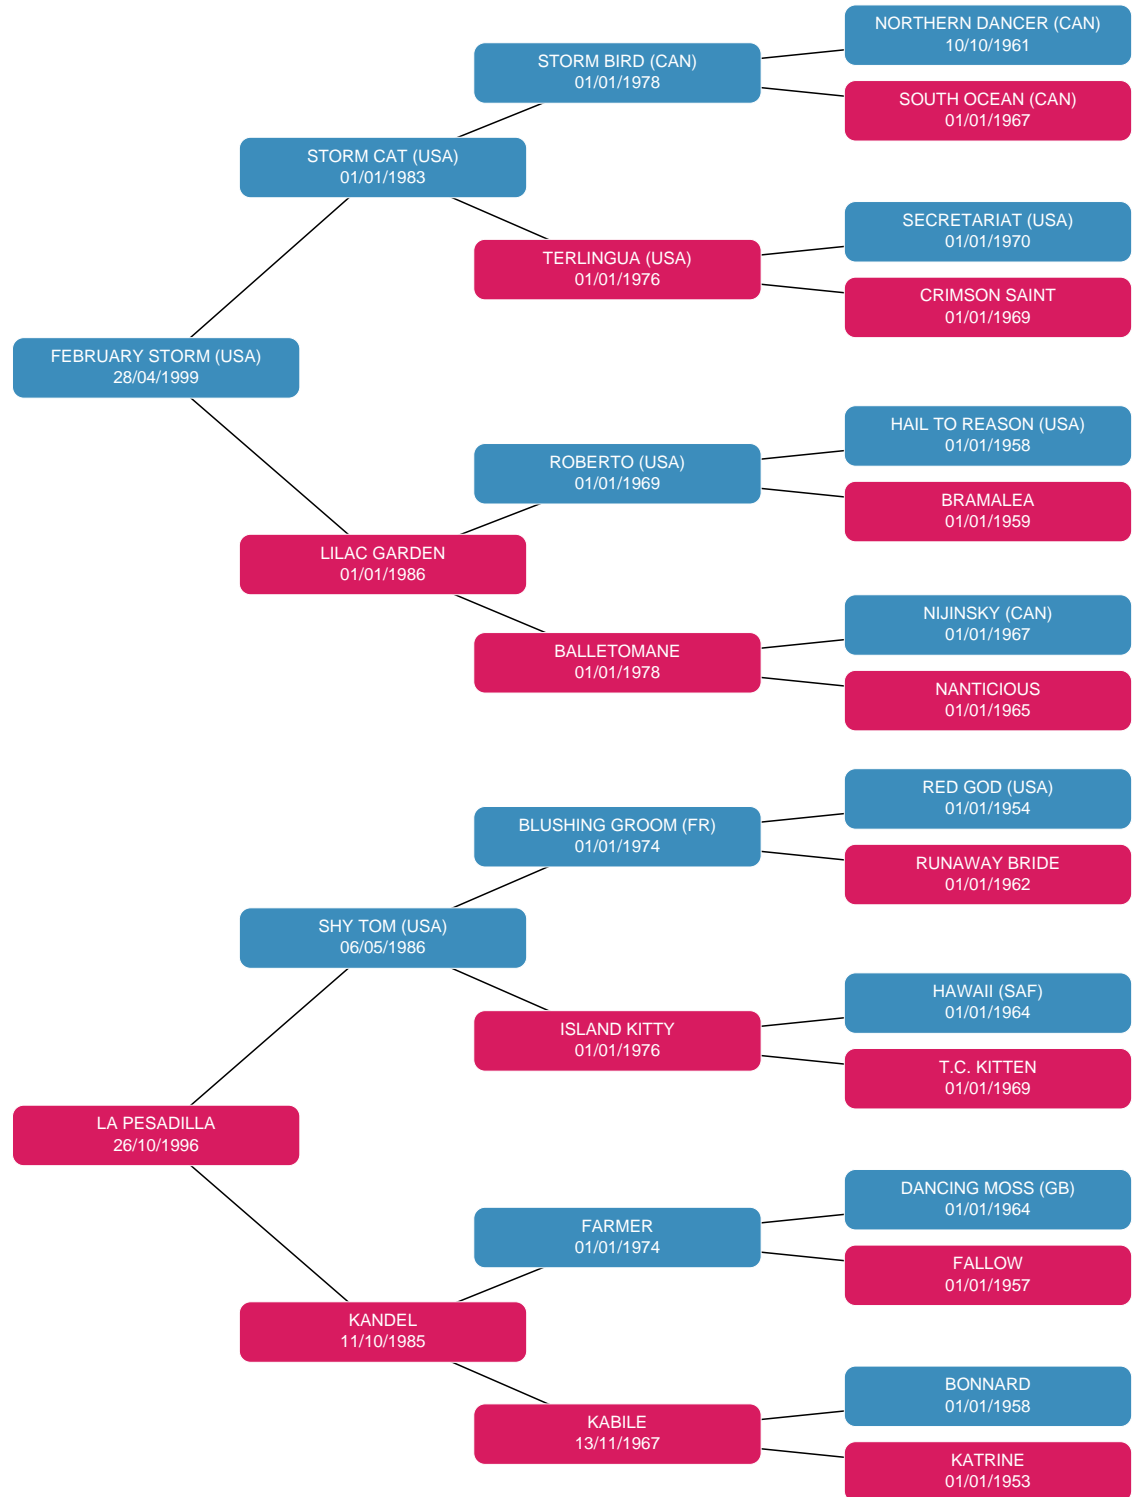 NORTHERN DANCER (CAN)
10/10/1961
STORM BIRD (CAN)
01/01/1978
SOUTH OCEAN (CAN)
01/01/1967
STORM CAT (USA)
01/01/1983
SECRETARIAT (USA)
01/01/1970
TERLINGUA (USA)
01/01/1976
CRIMSON SAINT
01/01/1969
FEBRUARY STORM (USA)
28/04/1999
HAIL TO REASON (USA)
01/01/1958
ROBERTO (USA)
01/01/1969
BRAMALEA
01/01/1959
LILAC GARDEN
01/01/1986
NIJINSKY (CAN)
01/01/1967
BALLETOMANE
01/01/1978
NANTICIOUS
01/01/1965
RED GOD (USA)
01/01/1954
BLUSHING GROOM (FR)
01/01/1974
RUNAWAY BRIDE
01/01/1962
SHY TOM (USA)
06/05/1986
HAWAII (SAF)
01/01/1964
ISLAND KITTY
01/01/1976
T.C. KITTEN
01/01/1969
LA PESADILLA
26/10/1996
DANCING MOSS (GB)
01/01/1964
FARMER
01/01/1974
FALLOW
01/01/1957
KANDEL
11/10/1985
BONNARD
01/01/1958
KABILE
13/11/1967
KATRINE
01/01/1953